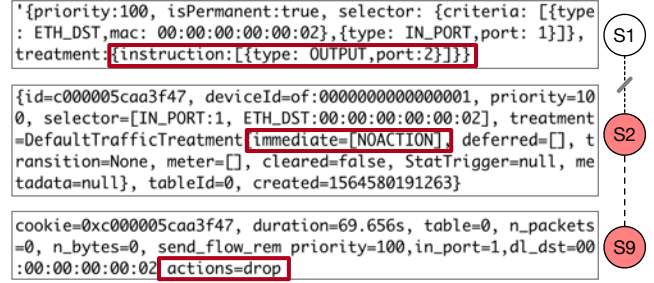 '{priority:100, isPermanent:true, selector: {criteria: [{type
: ETH_DST,mac: 00:00:00:00:00:02},{type: IN_PORT,port: 1}]},
treatment:{instruction:[{type: OUTPUT,port:2}]}}
S1
{id=c000005caa3f47, deviceId=of:0000000000000001, priority=10
0, selector=[IN_PORT:1, ETH_DST:00:00:00:00:00:02], treatment
=DefaultTrafficTreatment{immediate=[NOACTION], deferred=[], t
ransition=None, meter=[], cleared=false, StatTrigger=null, me
tadata=null}, tableId=0, created=1564580191263}
S2
cookie=0xc000005caa3f47, duration=69.656s, table=0, n_packets
=0, n_bytes=0, send_flow_rem priority=100,in_port=1,dl_dst=00
:00:00:00:00:02 actions=drop
S9